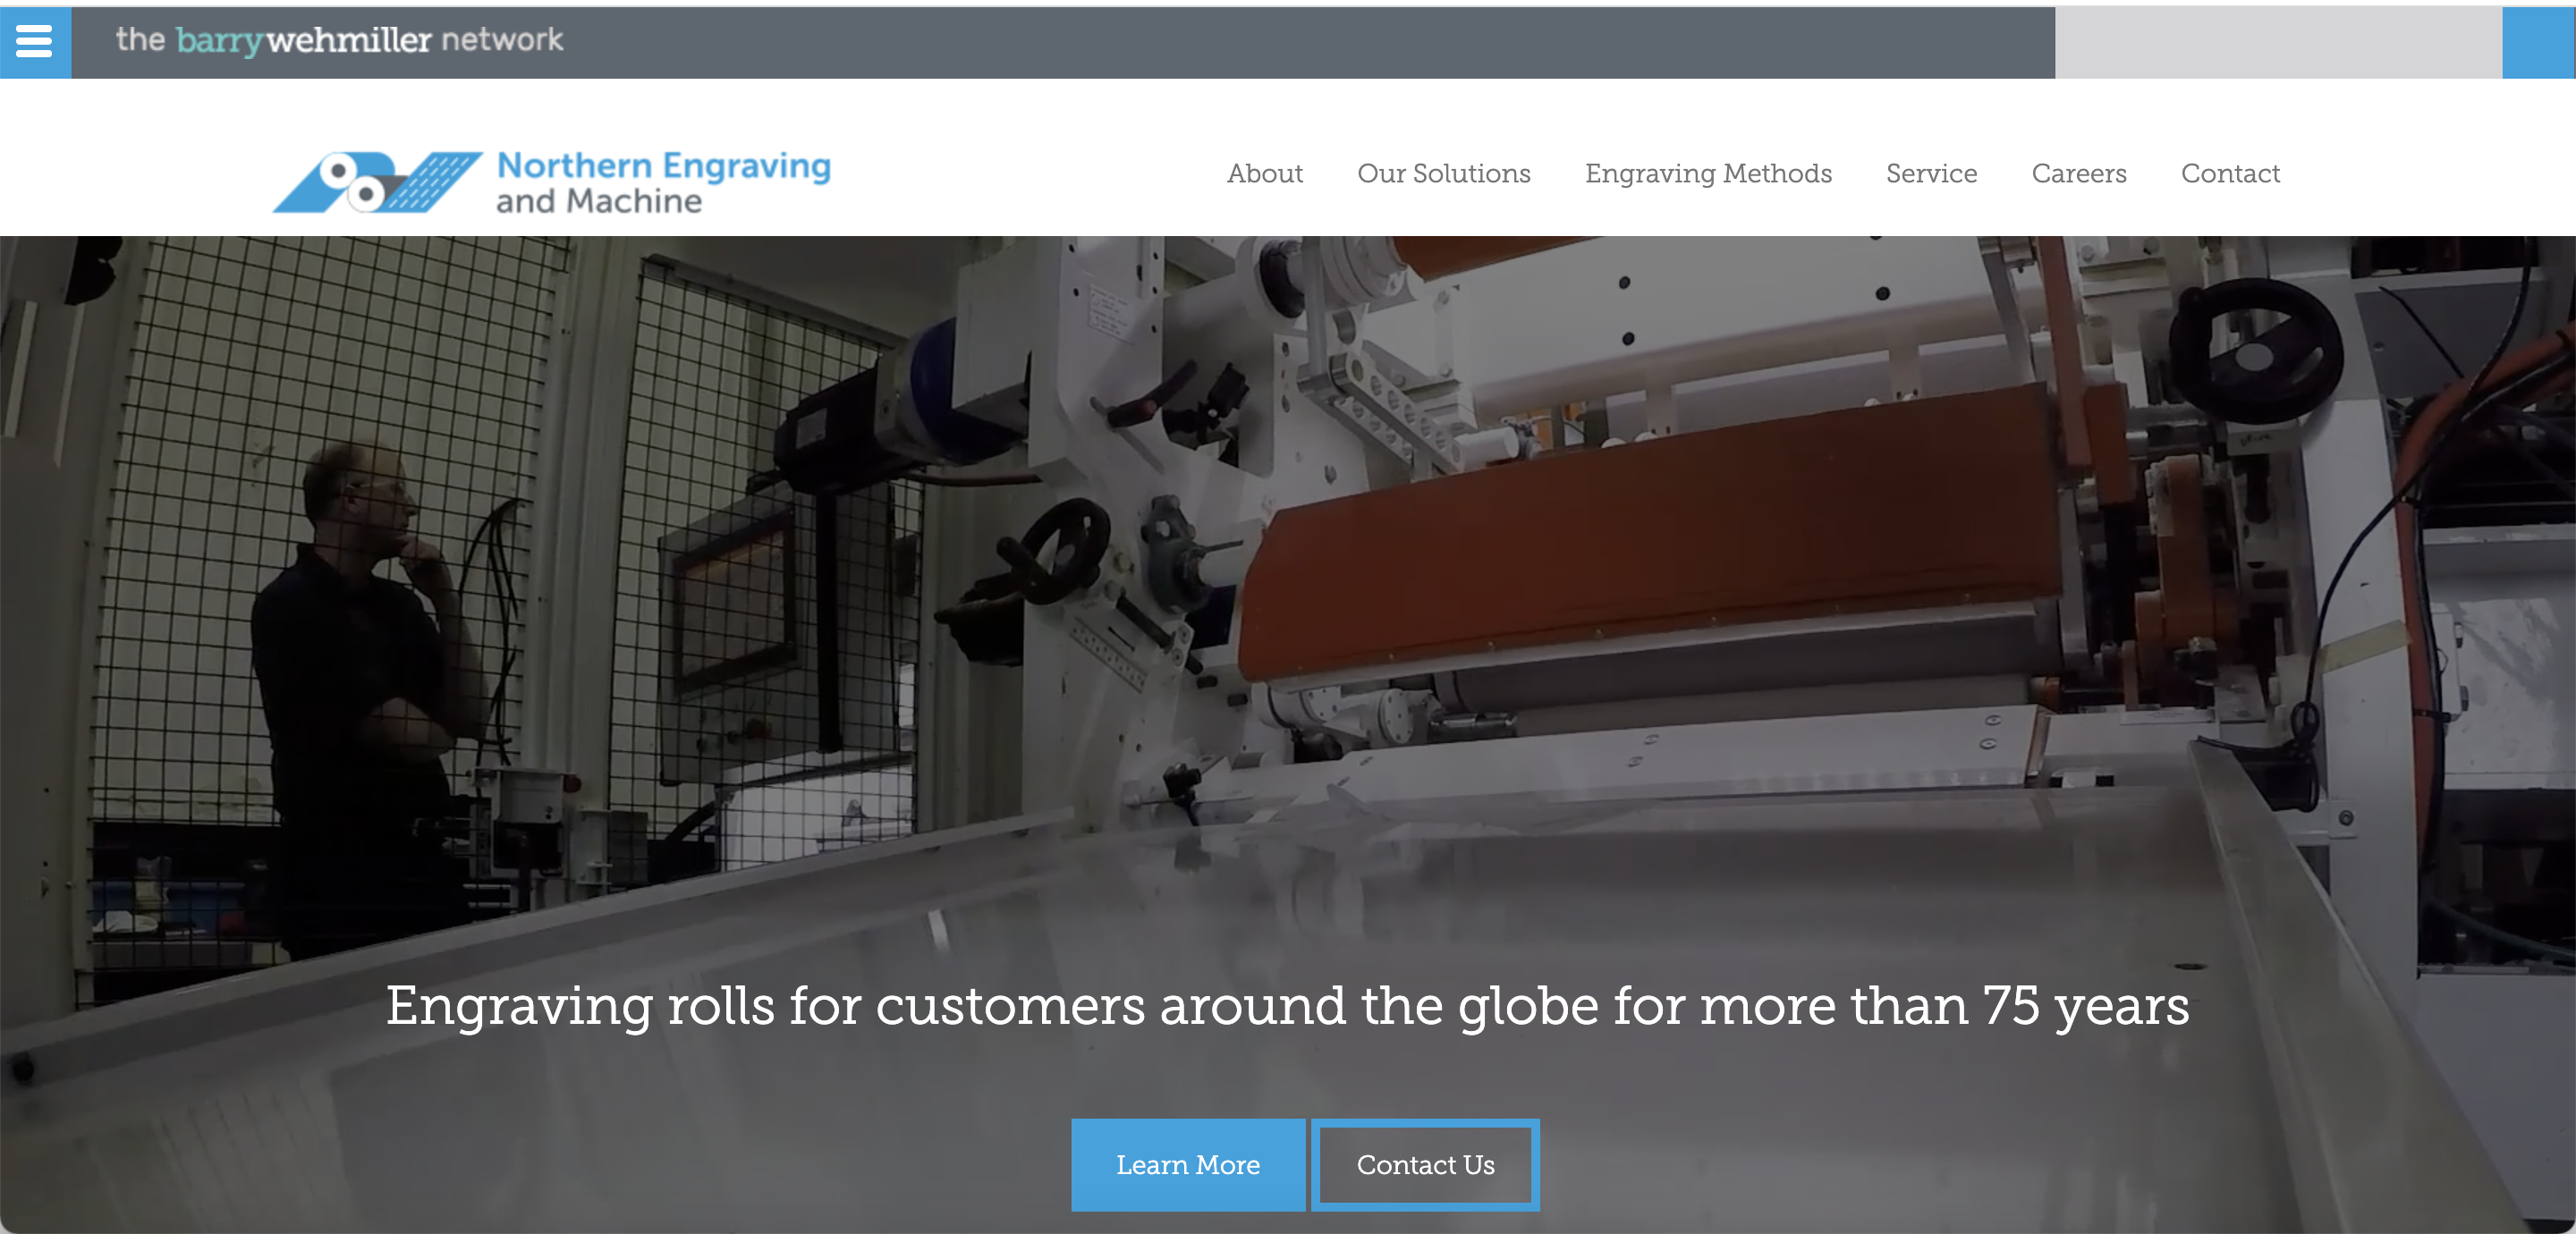 the barrywehmiller network
Northern Engraving
and Machine
About Our Solutions Engraving Methods Service Careers Contact
Engraving rolls for customers around the globe for more than 75 years
Learn More Contact Us